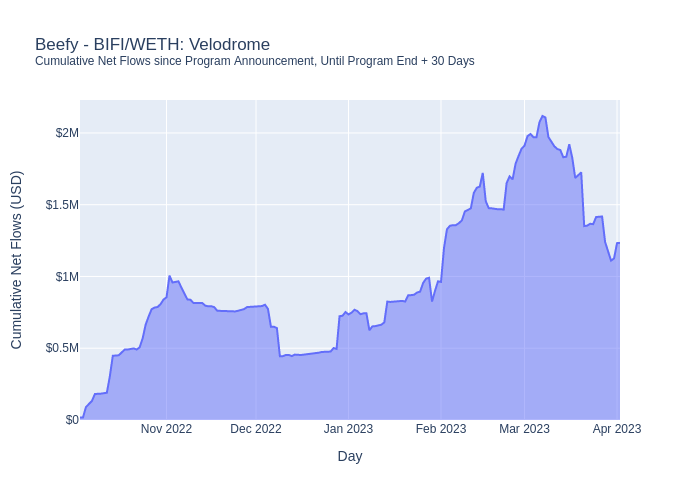 Beefy - BIFI/WETH: Velodrome
Cumulative Net Flows since Program Announcement, Until Program End + 30 Days
Cumulative Net Flows (USD)
$2M
$1.5M
$1M
$0.5M
$0
Nov 2022 Dec 2022 Jan 2023 Feb 2023 Mar 2023 Apr 2023
Day